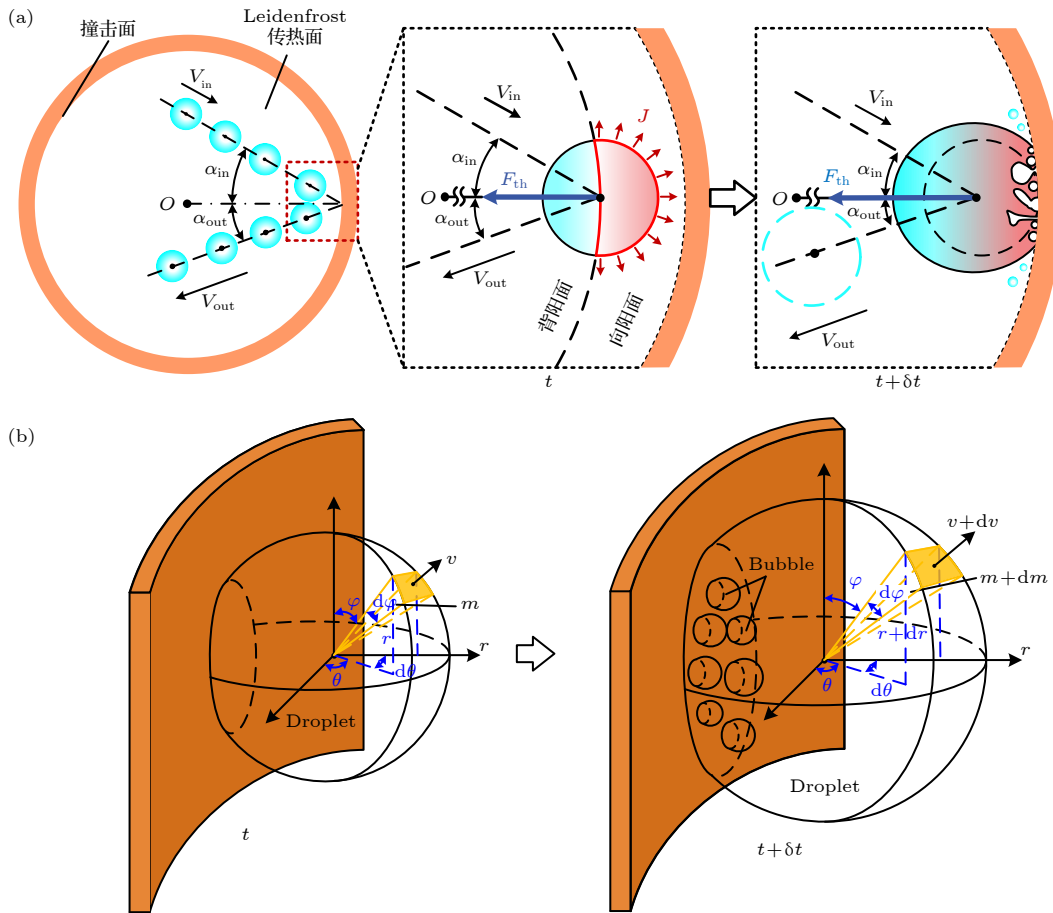 (a)
撞击面
Leidenfrost
传热面
V_in
α_in
O
α_out
V_out
V_in
J
α_in
F_th
O
α_out
V_out
背阳面
向阳面
t
V_in
α_in
F_th
O
α_out
V_out
t+δt
(b)
v
φ
dφ
m
r
r
θ
dθ
Droplet
t
v+dv
Bubble
φ
dφ
m+dm
r+dr
r
θ
dθ
Droplet
t+δt